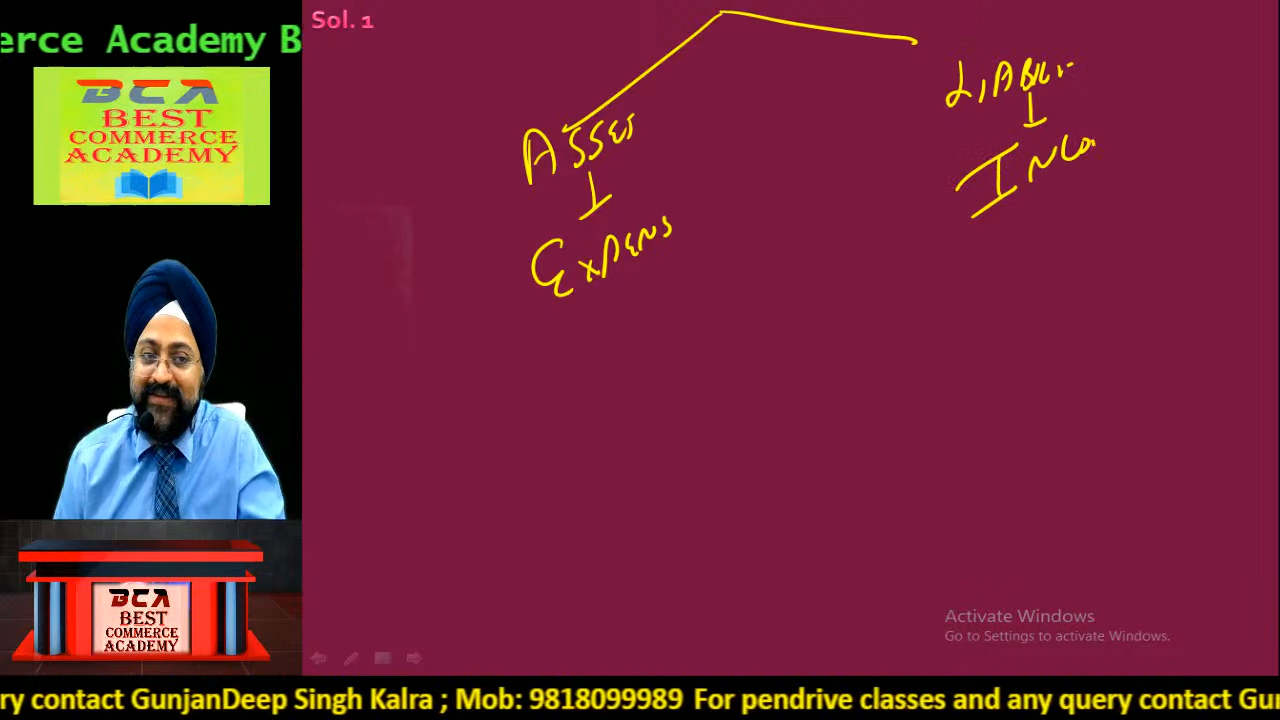 erce Academy B
Sol. 1
BCA
BEST
COMMERCE
ACADEMY
ASSES
EXPENS
LIABILI
INCO
BCA
BEST
COMMERCE
ACADEMY
Activate Windows
Go to Settings to activate Windows.
ry contact GunjanDeep Singh Kalra ; Mob: 9818099989 For pendrive classes and any query contact Gu